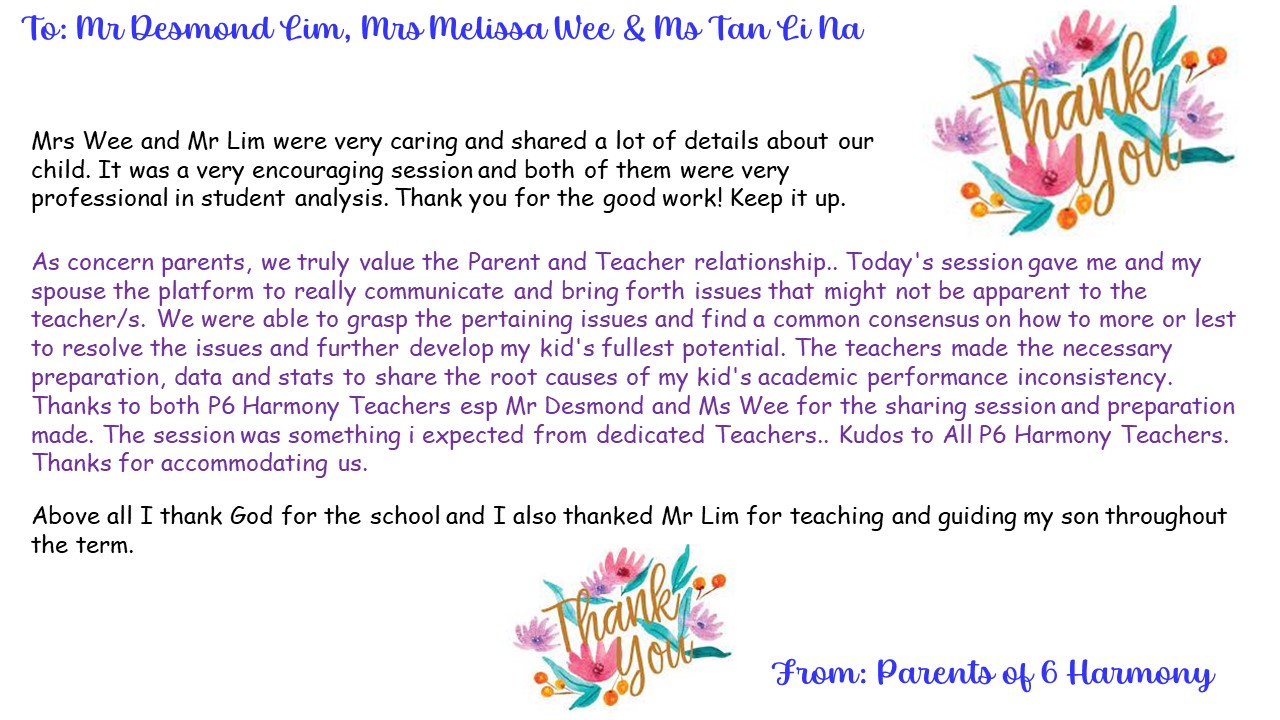 To: Mr Desmond Lim, Mrs Melissa Wee & Ms Tan Li Na
Thank
You
Mrs Wee and Mr Lim were very caring and shared a lot of details about our
child. It was a very encouraging session and both of them were very
professional in student analysis. Thank you for the good work! Keep it up.
As concern parents, we truly value the Parent and Teacher relationship.. Today's session gave me and my
spouse the platform to really communicate and bring forth issues that might not be apparent to the
teacher/s. We were able to grasp the pertaining issues and find a common consensus on how to more or lest
to resolve the issues and further develop my kid's fullest potential. The teachers made the necessary
preparation, data and stats to share the root causes of my kid's academic performance inconsistency.
Thanks to both P6 Harmony Teachers esp Mr Desmond and Ms Wee for the sharing session and preparation
made. The session was something i expected from dedicated Teachers.. Kudos to All P6 Harmony Teachers.
Thanks for accommodating us.
Above all I thank God for the school and I also thanked Mr Lim for teaching and guiding my son throughout
the term.
Thank
You
From: Parents of 6 Harmony